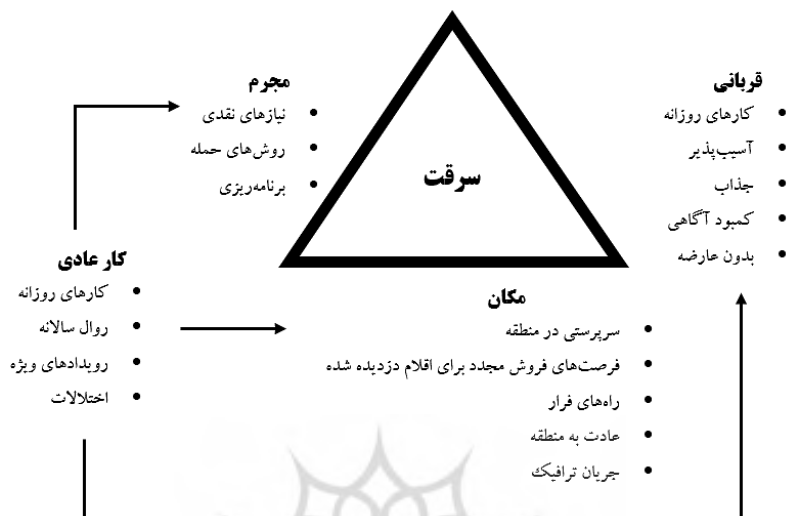 قربانی
کارهای روزانه
آسیب‌پذیر
جذاب
کمبود آگاهی
بدون عارضه
مجرم
نیازهای نقدی
روش‌های حمله
برنامه‌ریزی
سرقت
کار عادی
کارهای روزانه
روال سالانه
رویدادهای ویژه
اختلالات
مکان
سرپرستی در منطقه
فرصت‌های فروش مجدد برای اقلام دزدیده شده
راه‌های فرار
عادت به منطقه
جریان ترافیک